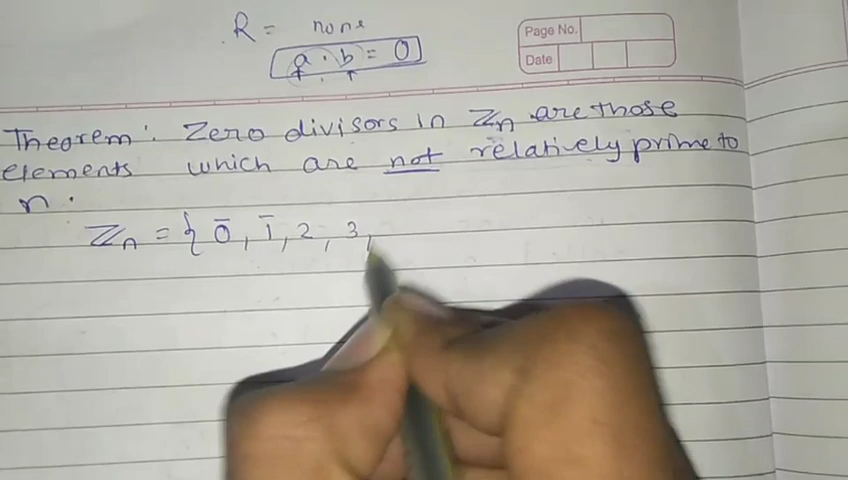 R = none
a · b = 0
Page No.
Date
Theorem: Zero divisors in ℤn are those
elements which are not relatively prime to
n.
ℤn = { 0̄, 1̄, 2, 3,